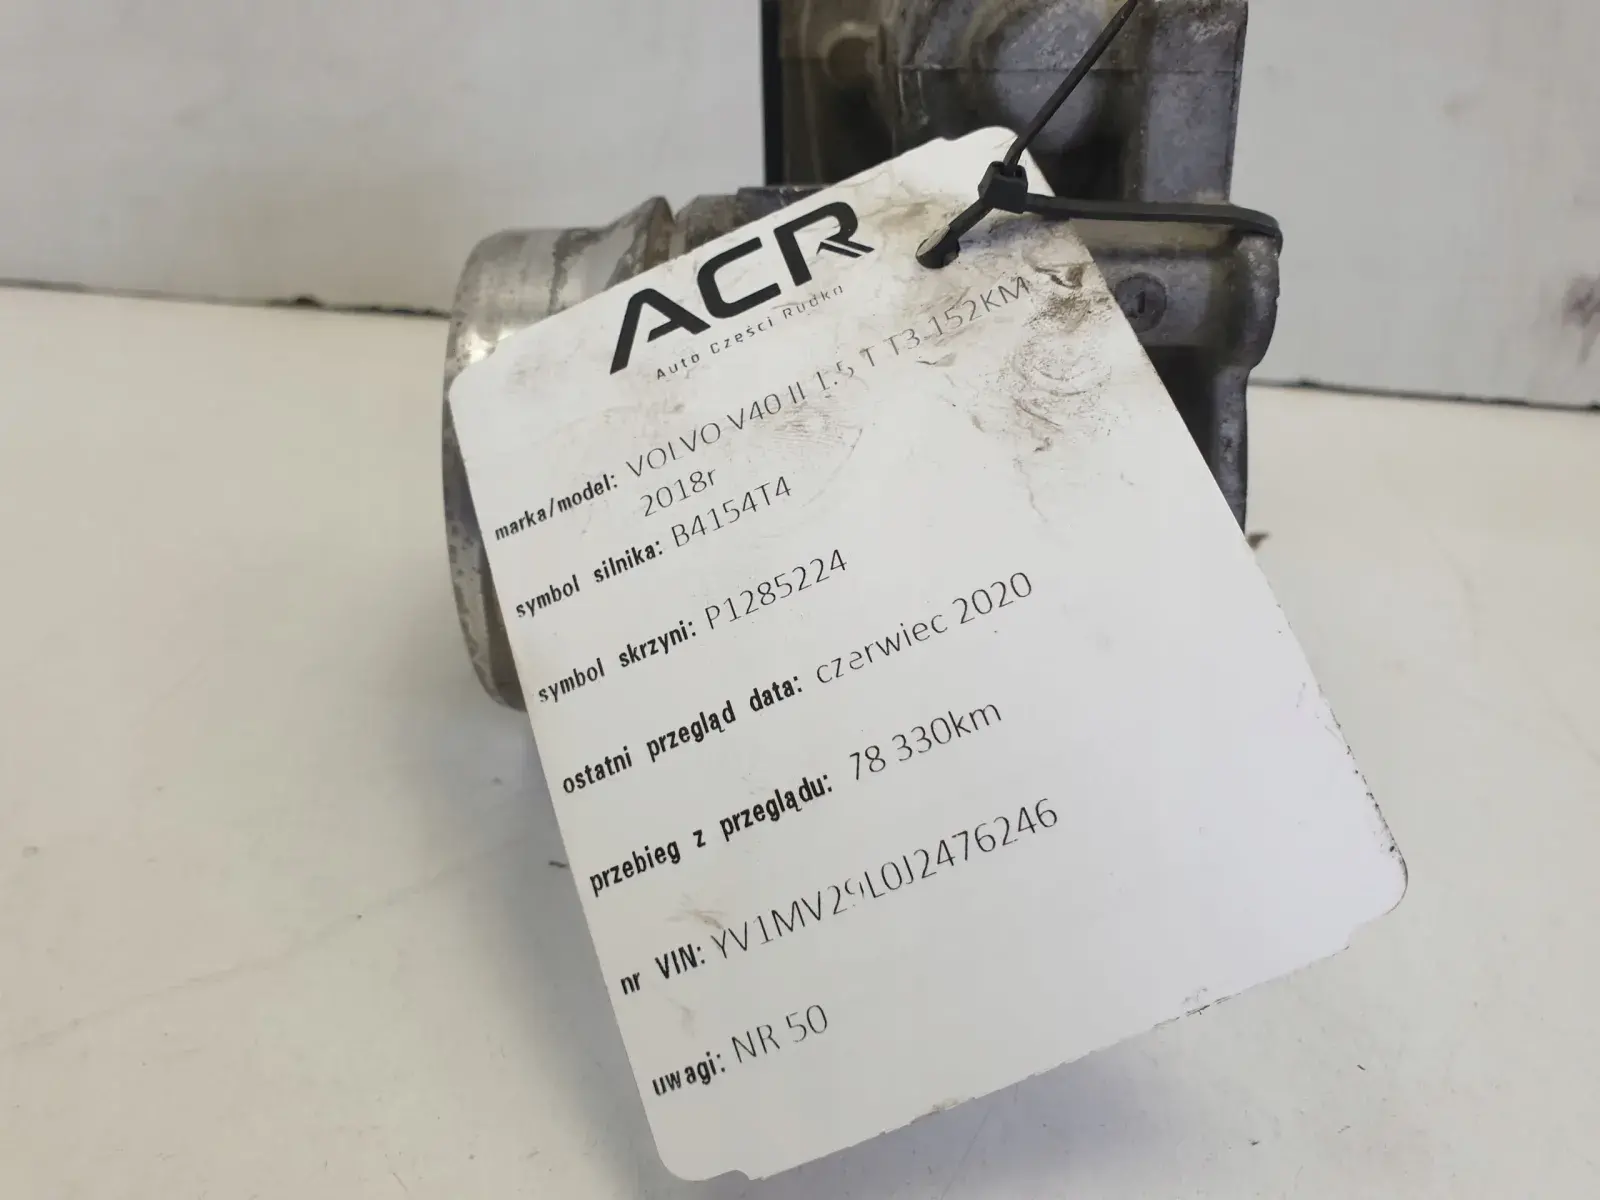 ACR
Auto Części Rudka
marka/model: VOLVO V40 II 1.5 T T3 152KM
2018r
symbol silnika: B4154T4
symbol skrzyni: P1285224
ostatni przegląd data: czerwiec 2020
przebieg z przeglądu: 78 330km
nr VIN: YV1MV29L0J2476246
uwagi: NR 50
1